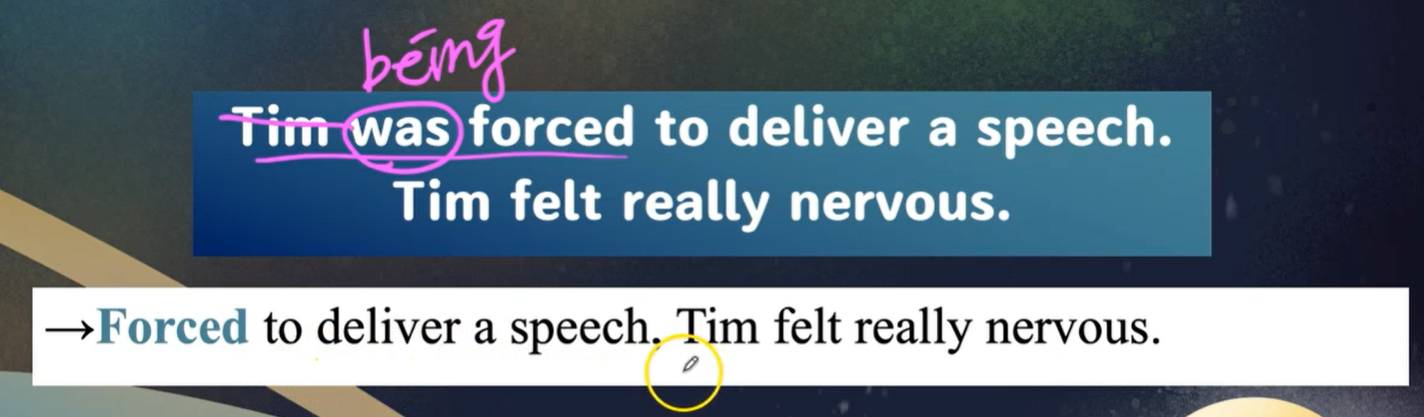 being
Tim was forced to deliver a speech.
Tim felt really nervous.
→Forced to deliver a speech. Tim felt really nervous.